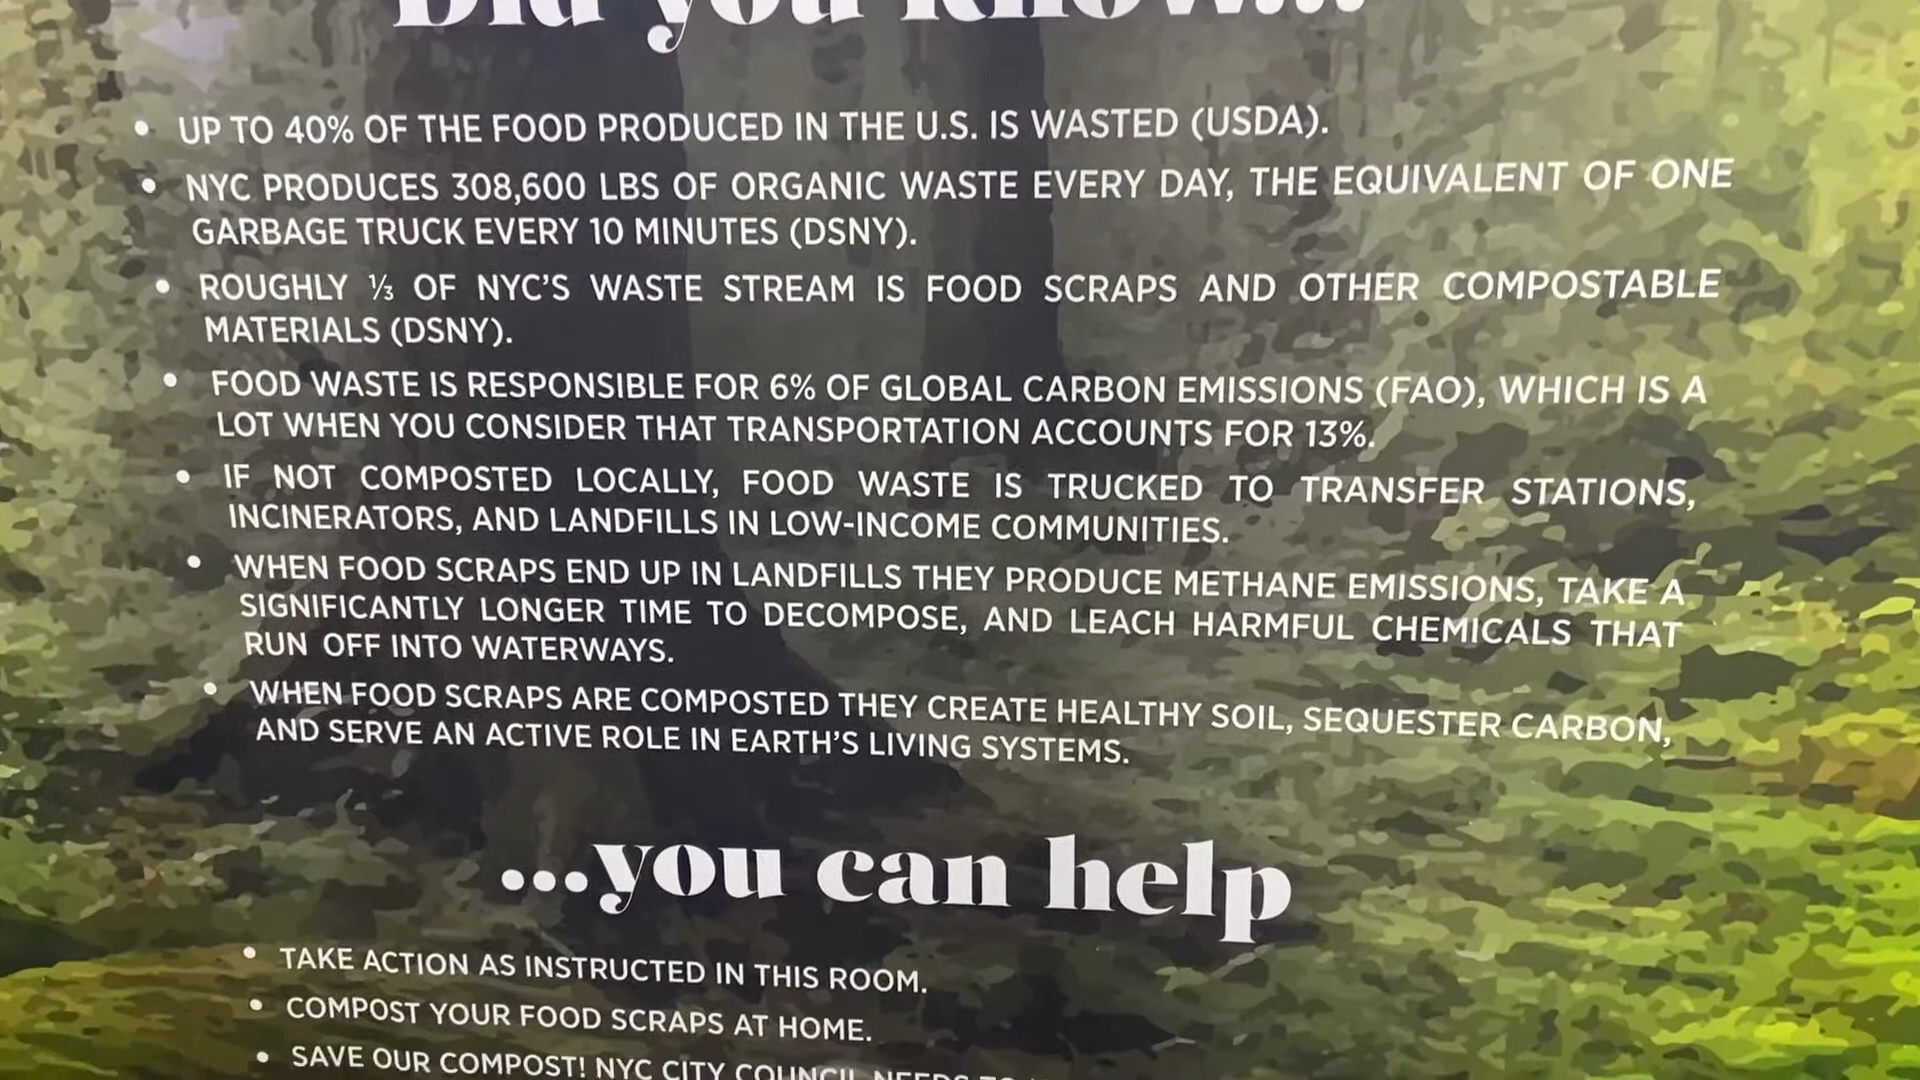 Did you know...
• UP TO 40% OF THE FOOD PRODUCED IN THE U.S. IS WASTED (USDA).
• NYC PRODUCES 308,600 LBS OF ORGANIC WASTE EVERY DAY, THE EQUIVALENT OF ONE
GARBAGE TRUCK EVERY 10 MINUTES (DSNY).
• ROUGHLY ⅓ OF NYC'S WASTE STREAM IS FOOD SCRAPS AND OTHER COMPOSTABLE
MATERIALS (DSNY).
• FOOD WASTE IS RESPONSIBLE FOR 6% OF GLOBAL CARBON EMISSIONS (FAO), WHICH IS A
LOT WHEN YOU CONSIDER THAT TRANSPORTATION ACCOUNTS FOR 13%.
• IF NOT COMPOSTED LOCALLY, FOOD WASTE IS TRUCKED TO TRANSFER STATIONS,
INCINERATORS, AND LANDFILLS IN LOW-INCOME COMMUNITIES.
• WHEN FOOD SCRAPS END UP IN LANDFILLS THEY PRODUCE METHANE EMISSIONS, TAKE A
SIGNIFICANTLY LONGER TIME TO DECOMPOSE, AND LEACH HARMFUL CHEMICALS THAT
RUN OFF INTO WATERWAYS.
• WHEN FOOD SCRAPS ARE COMPOSTED THEY CREATE HEALTHY SOIL, SEQUESTER CARBON,
AND SERVE AN ACTIVE ROLE IN EARTH'S LIVING SYSTEMS.
...you can help
• TAKE ACTION AS INSTRUCTED IN THIS ROOM.
• COMPOST YOUR FOOD SCRAPS AT HOME.
• SAVE OUR COMPOST! NYC CITY COUNCIL NEEDS TO